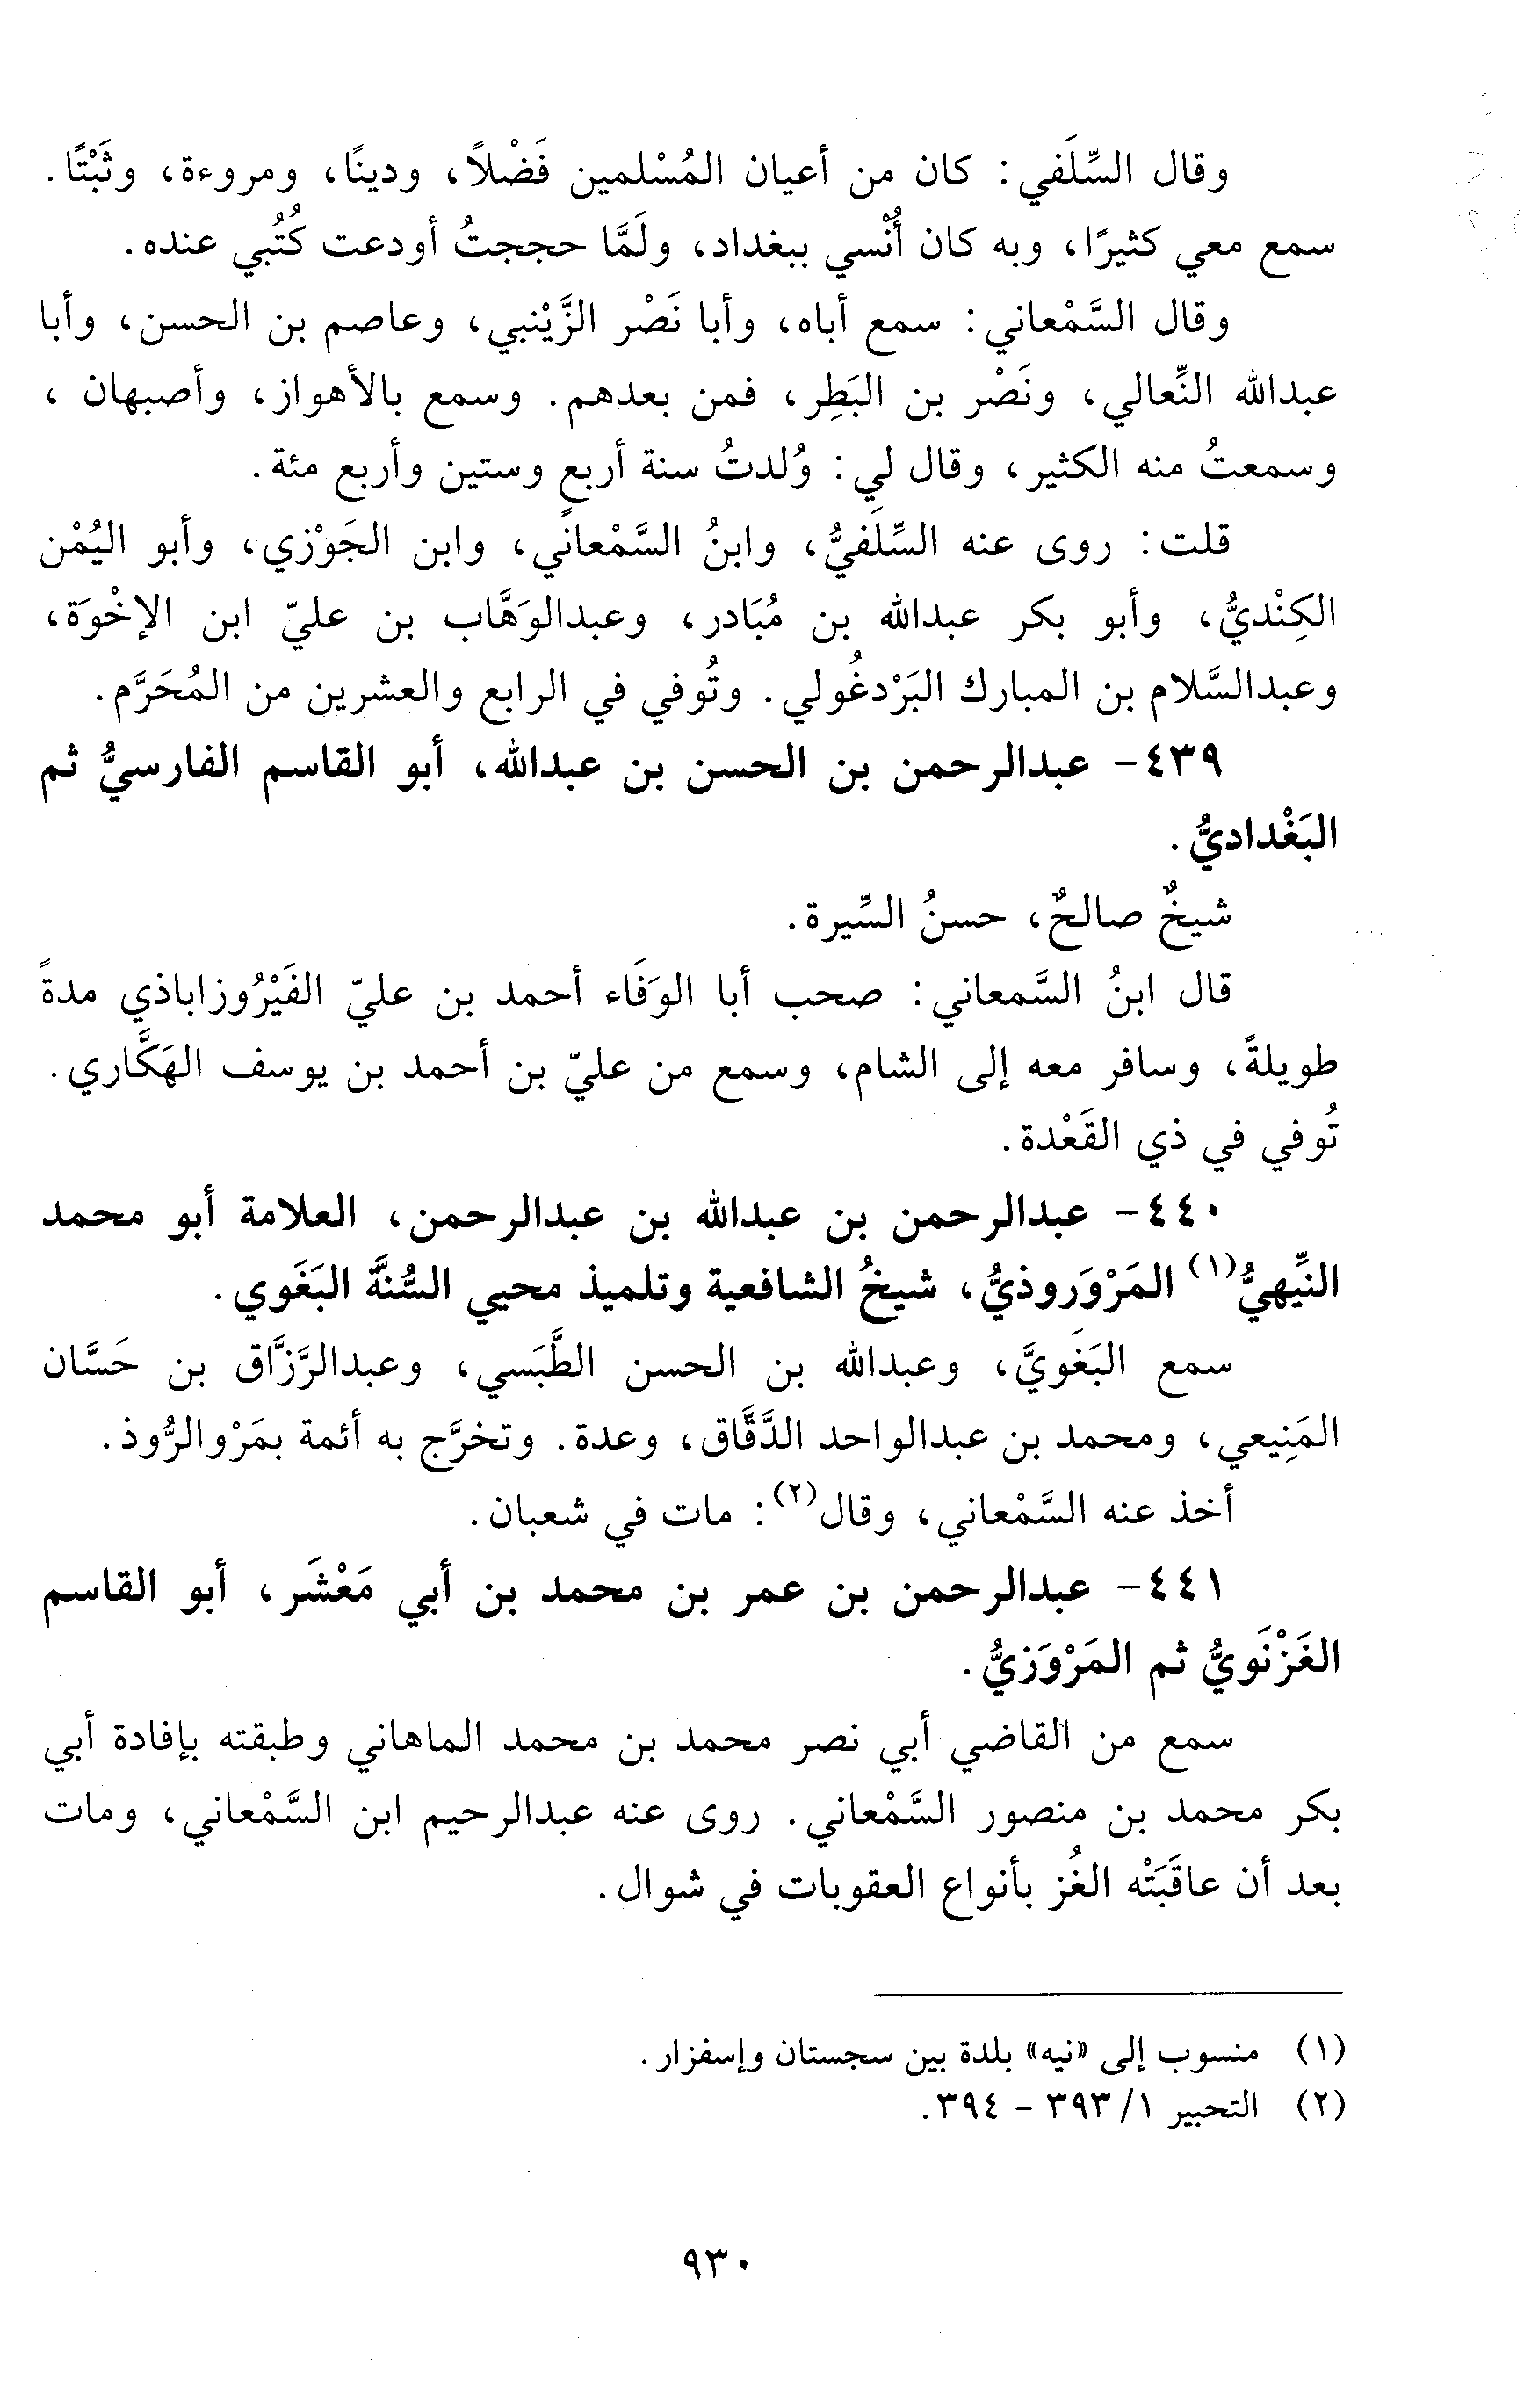 وقال السِّلَفي: كان من أعيان المُسْلمين فَضْلاً، ودينًا، ومروءة، وثَبْتًا.
سمع معي كثيرًا، وبه كان أُنْسي ببغداد، ولَمَّا حججتُ أودعت كُتُبي عنده.
وقال السَّمْعاني: سمع أباه، وأبا نَصْر الزَّيْنبي، وعاصم بن الحسن، وأبا
عبدالله النِّعالي، ونَصْر بن البَطِر، فمن بعدهم. وسمع بالأهواز، وأصبهان،
وسمعتُ منه الكثير، وقال لي: وُلدتُ سنة أربعٍ وستين وأربع مئة.
قلت: روى عنه السِّلَفيُّ، وابنُ السَّمْعاني، وابن الجَوْزي، وأبو اليُمْن
الكِنْديُّ، وأبو بكر عبدالله بن مُبَادر، وعبدالوَهَّاب بن عليّ ابن الإخْوَة،
وعبدالسَّلام بن المبارك البَرْدغُولي. وتُوفي في الرابع والعشرين من المُحَرَّم.
٤٣٩- عبدالرحمن بن الحسن بن عبدالله، أبو القاسم الفارسيُّ ثم
البَغْداديُّ.
شيخٌ صالحٌ، حسنُ السِّيرة.
قال ابنُ السَّمعاني: صحب أبا الوَفَاء أحمد بن عليّ الفَيْرُوزاباذي مدةً
طويلةً، وسافر معه إلى الشام، وسمع من عليّ بن أحمد بن يوسف الهَكَّاري.
تُوفي في ذي القَعْدة.
٤٤٠- عبدالرحمن بن عبدالله بن عبدالرحمن، العلامة أبو محمد
النِّيهيُّ(١) المَرْوَروذيُّ، شيخُ الشافعية وتلميذ محيي السُّنَّة البَغَوي.
سمع البَغَويَّ، وعبدالله بن الحسن الطَّبَسي، وعبدالرَّزَّاق بن حَسَّان
المَنِيعي، ومحمد بن عبدالواحد الدَّقَّاق، وعدة. وتخرَّج به أئمة بمَرْوالرُّوذ.
أخذ عنه السَّمْعاني، وقال(٢): مات في شعبان.
٤٤١- عبدالرحمن بن عمر بن محمد بن أبي مَعْشَر، أبو القاسم
الغَزْنَويُّ ثم المَرْوَزيُّ.
سمع من القاضي أبي نصر محمد بن محمد الماهاني وطبقته بإفادة أبي
بكر محمد بن منصور السَّمْعاني. روى عنه عبدالرحيم ابن السَّمْعاني، ومات
بعد أن عاقَبَتْه الغُز بأنواع العقوبات في شوال.
(١) منسوب إلى «نيه» بلدة بين سجستان وإسفزار.
(٢) التحبير ١/ ٣٩٣ - ٣٩٤.
٩٣٠